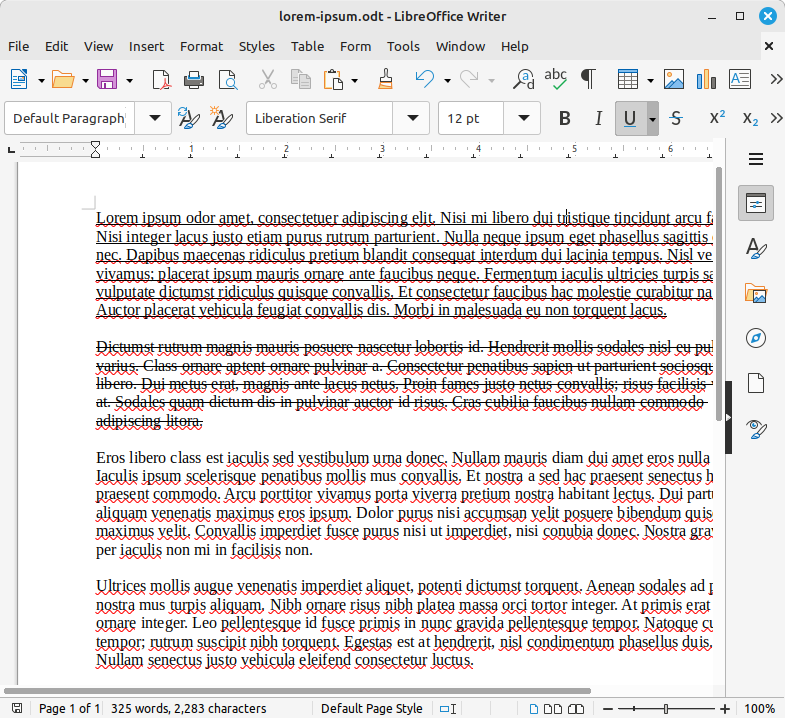 lorem-ipsum.odt - LibreOffice Writer
File Edit View Insert Format Styles Table Form Tools Window Help
Default Paragraph Liberation Serif 12 pt B I U S X² X₂
1 2 3 4 5 6
Lorem ipsum odor amet, consectetuer adipiscing elit. Nisi mi libero dui tristique tincidunt arcu
Nisi integer lacus justo etiam purus rutrum parturient. Nulla neque ipsum eget phasellus sagittis
nec. Dapibus maecenas ridiculus pretium blandit consequat interdum dui lacinia tempus. Nisl
vivamus; placerat ipsum mauris ornare ante faucibus neque. Fermentum iaculis ultricies turpis
vulputate dictumst ridiculus quisque convallis. Et consectetur faucibus hac molestie curabitur
Auctor placerat vehicula feugiat convallis dis. Morbi in malesuada eu non torquent lacus.
Dictumst rutrum magnis mauris posuere nascetur lobortis id. Hendrerit mollis sodales nisl eu
varius. Class ornare aptent ornare pulvinar a. Consectetur penatibus sapien ut parturient sociosqu
libero. Dui metus erat, magnis ante lacus netus. Proin fames justo netus convallis; risus facilisis
at. Sodales quam dictum dis in pulvinar auctor id risus. Cras cubilia faucibus nullam commodo
adipiscing litora.
Eros libero class est iaculis sed vestibulum urna donec. Nullam mauris diam dui amet eros nulla
Iaculis ipsum scelerisque penatibus mollis mus convallis. Et nostra a sed hac praesent senectus
praesent commodo. Arcu porttitor vivamus porta viverra pretium nostra habitant lectus. Dui
aliquam venenatis maximus eros ipsum. Dolor purus nisi accumsan velit posuere bibendum
maximus velit. Convallis imperdiet fusce purus nisi ut imperdiet, nisi conubia donec. Nostra
per iaculis non mi in facilisis non.
Ultrices mollis augue venenatis imperdiet aliquet, potenti dictumst torquent. Aenean sodales ad
nostra mus turpis aliquam. Nibh ornare risus nibh platea massa orci tortor integer. At primis erat
ornare integer. Leo pellentesque id fusce primis in nunc gravida pellentesque tempor. Natoque
tempor; rutrum suscipit nibh torquent. Egestas est at hendrerit, nisl condimentum phasellus duis,
Nullam senectus justo vehicula eleifend consectetur luctus.
Page 1 of 1 325 words, 2,283 characters Default Page Style 100%